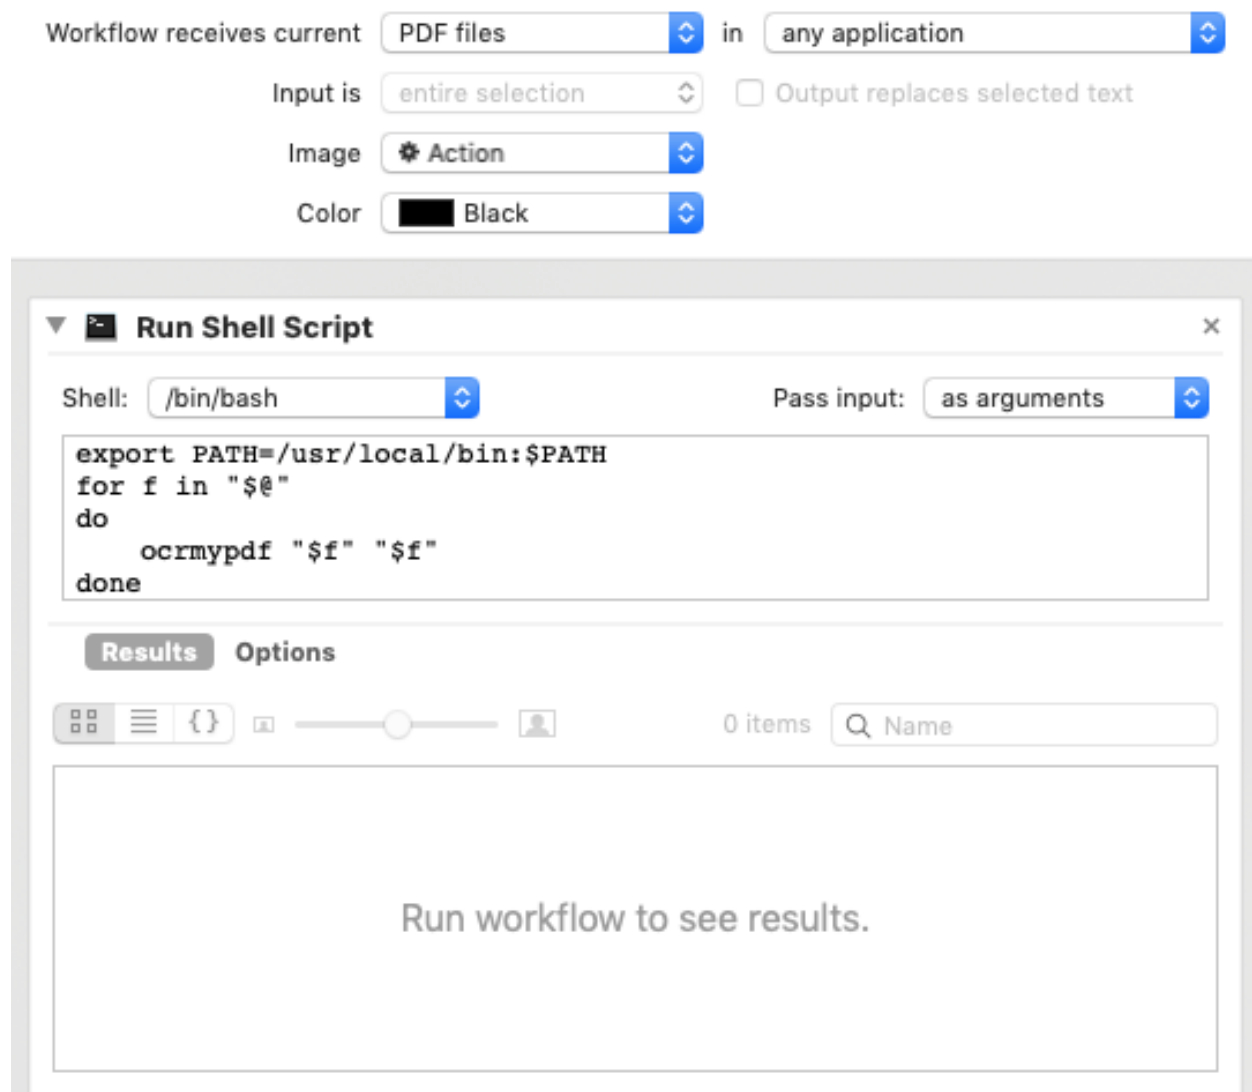 Workflow receives current PDF files in any application
Input is entire selection Output replaces selected text
Image Action
Color Black
Run Shell Script
Shell: /bin/bash Pass input: as arguments
export PATH=/usr/local/bin:$PATH
for f in "$@"
do
    ocrmypdf "$f" "$f"
done
Results Options
{} 0 items Name
Run workflow to see results.